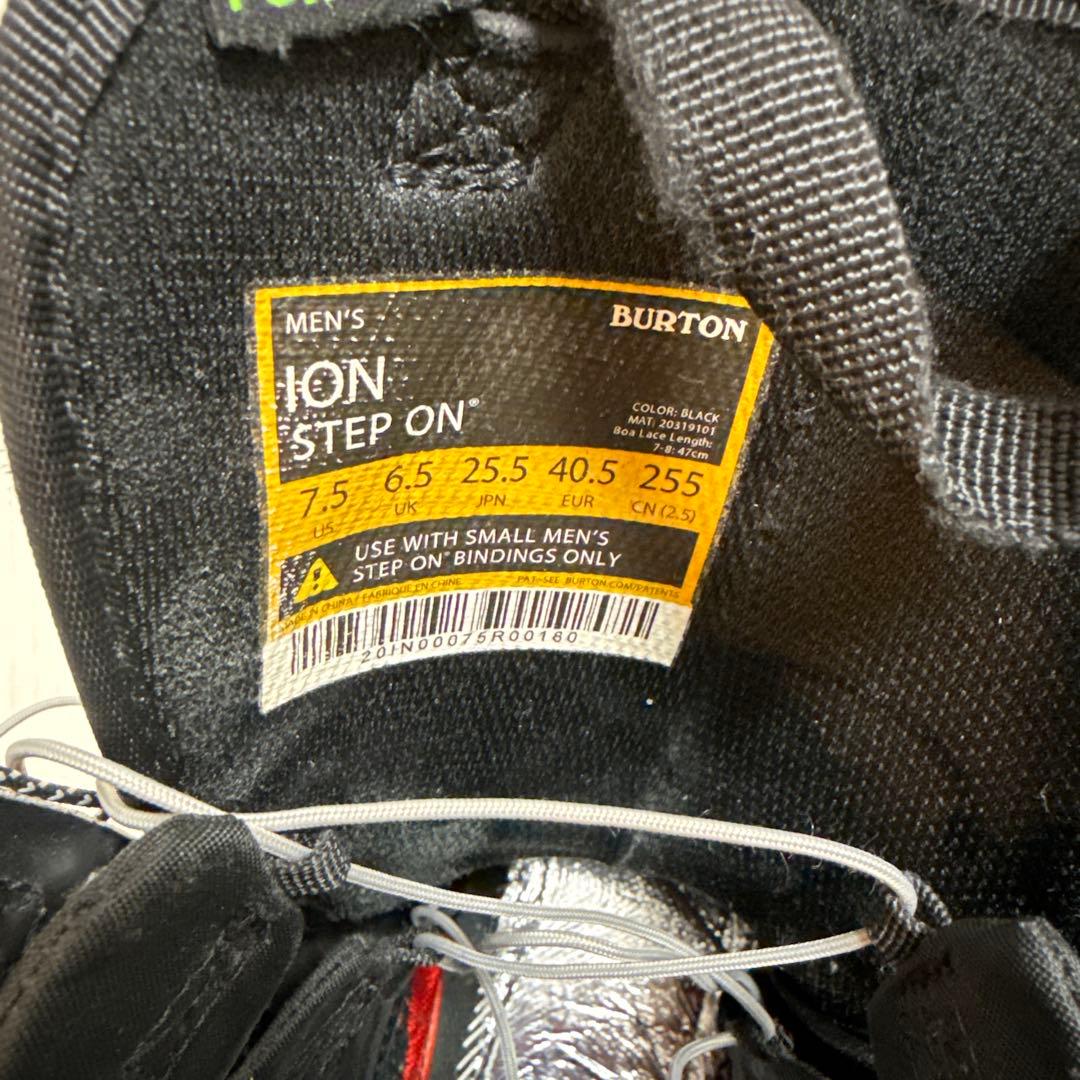 MEN'S
BURTON
ION
STEP ON®
COLOR: BLACK
MAT: 20319101
Boa Lace Length:
7-8: 47cm
7.5 6.5 25.5 40.5 255
US UK JPN EUR CN (2.5)
USE WITH SMALL MEN'S
STEP ON® BINDINGS ONLY
MADE IN CHINA / FABRIQUE EN CHINE PAT-SEE BURTON.COM/PATENTS
20IN00075R00180